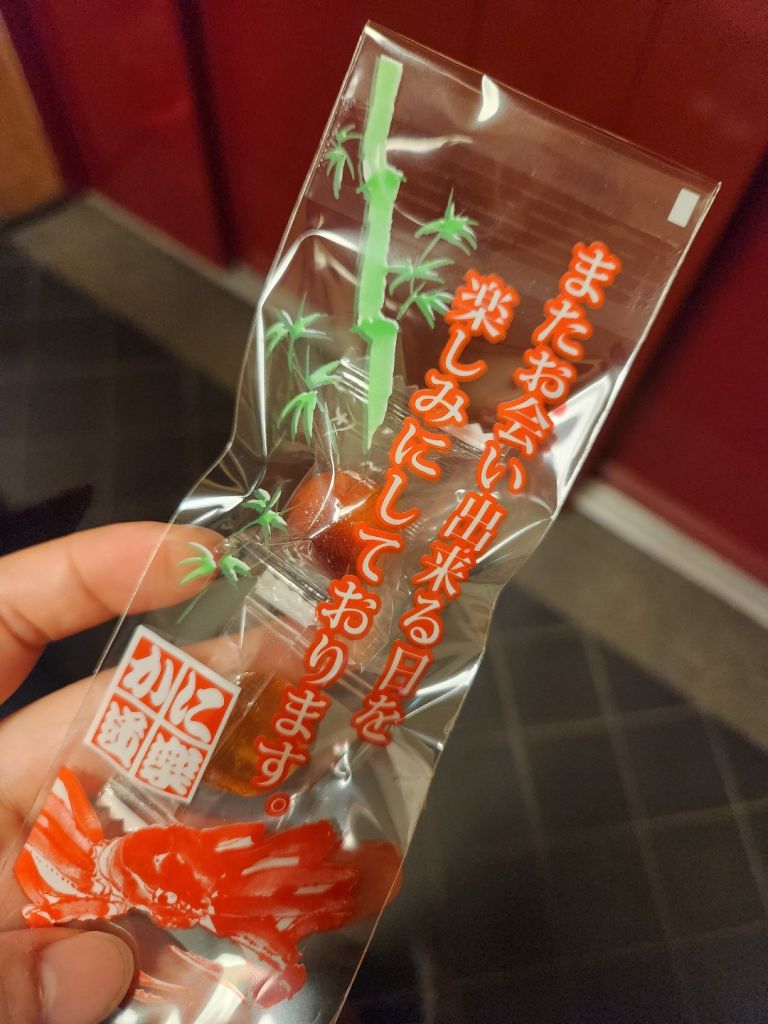 またお会い出来る日を
楽しみにしております。
かに
道楽